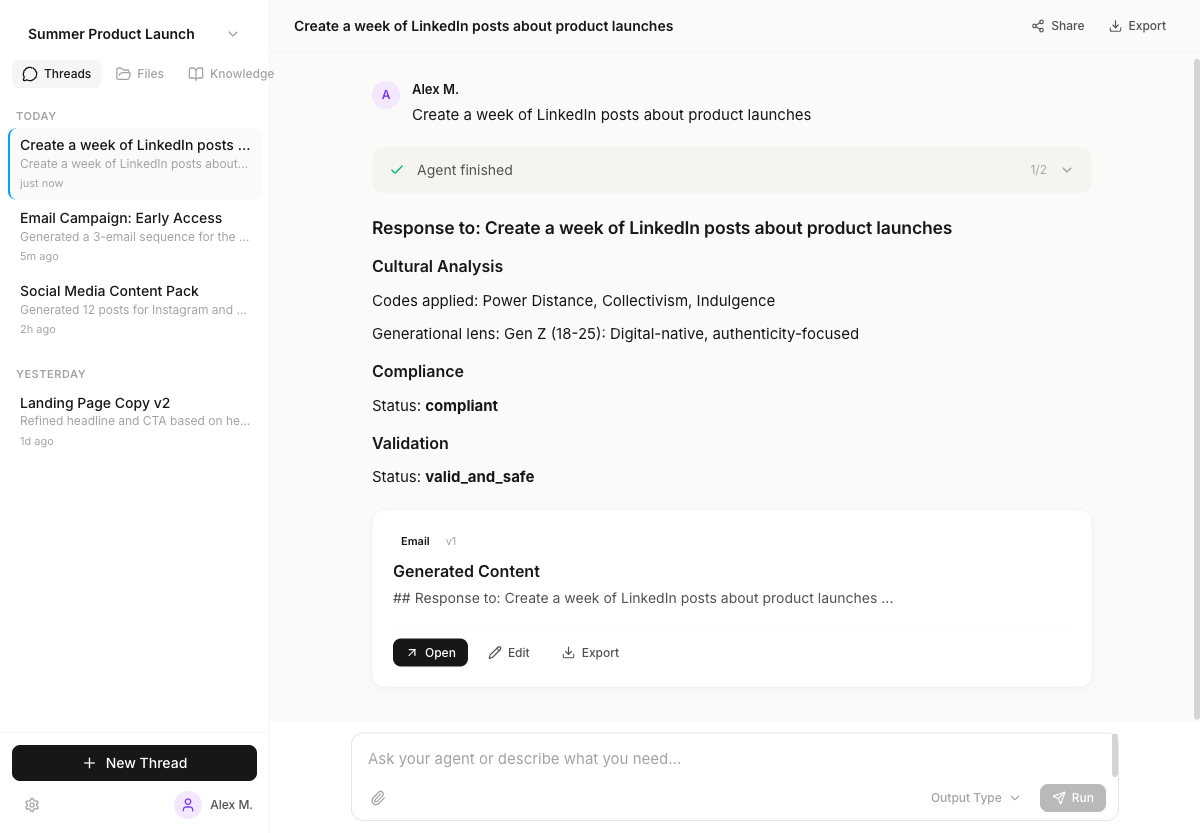 Summer Product Launch
Threads
Files
Knowledge
TODAY
Create a week of LinkedIn posts ...
Create a week of LinkedIn posts about...
just now
Email Campaign: Early Access
Generated a 3-email sequence for the ...
5m ago
Social Media Content Pack
Generated 12 posts for Instagram and ...
2h ago
YESTERDAY
Landing Page Copy v2
Refined headline and CTA based on he...
1d ago
New Thread
Alex M.
Create a week of LinkedIn posts about product launches
Share
Export
A
Alex M.
Create a week of LinkedIn posts about product launches
Agent finished
1/2
Response to: Create a week of LinkedIn posts about product launches
Cultural Analysis
Codes applied: Power Distance, Collectivism, Indulgence
Generational lens: Gen Z (18-25): Digital-native, authenticity-focused
Compliance
Status: compliant
Validation
Status: valid_and_safe
Email v1
Generated Content
## Response to: Create a week of LinkedIn posts about product launches ...
Open
Edit
Export
Ask your agent or describe what you need...
Output Type
Run